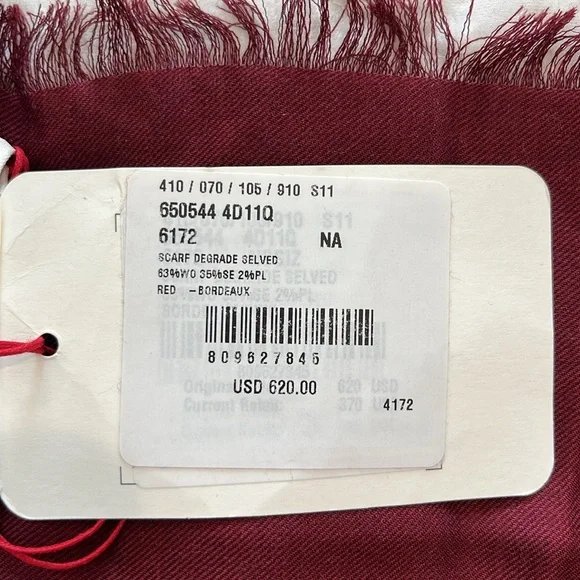 410 / 070 / 105 / 910 S11
650544 4D11Q
6172 NA
SCARF DEGRADE SELVED
63%WO 35%SE 2%PL
RED -BORDEAUX
809627845
USD 620.00
4172